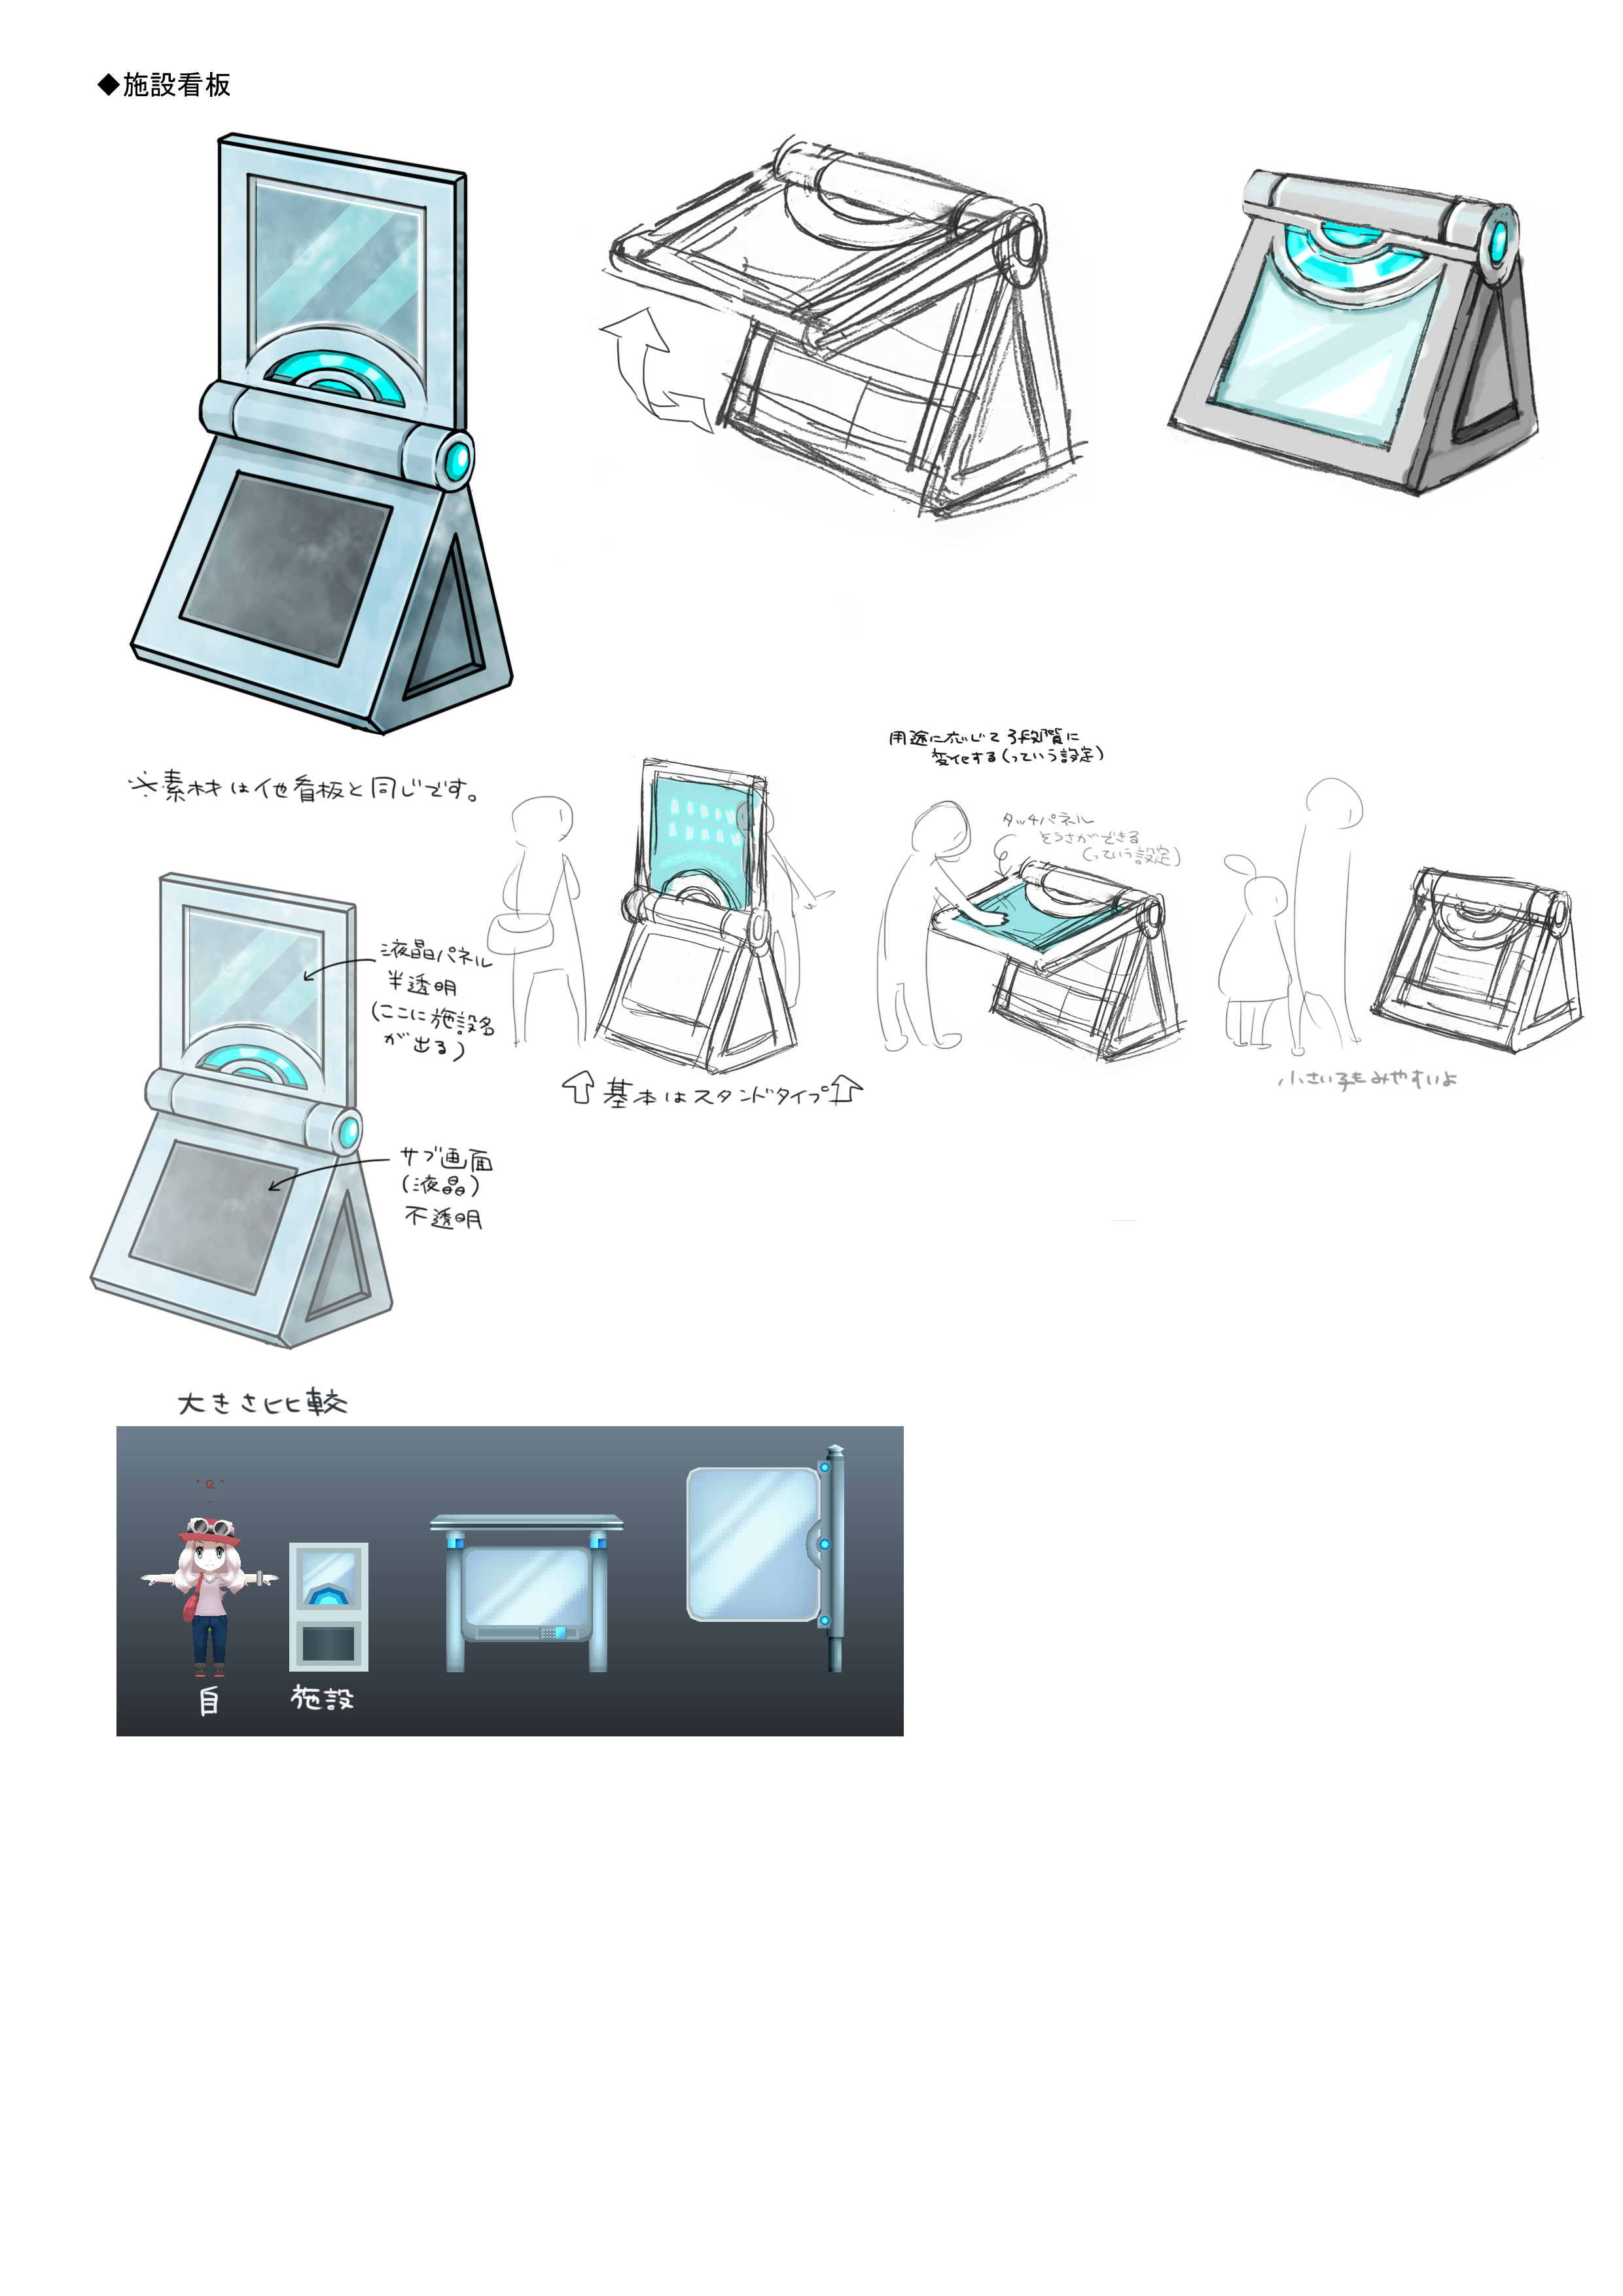 ◆施設看板
※素材は他看板と同じです。
用途に応じて3段階に
変化する(っていう設定)
タッチパネル
そうさができる
(っていう設定)
液晶パネル
半透明
(ここに施設名
が出る)
⇧基本はスタンドタイプ⇧
小さい子もみやすいよ
サブ画面
(液晶)
不透明
大きさ比較
自
施設